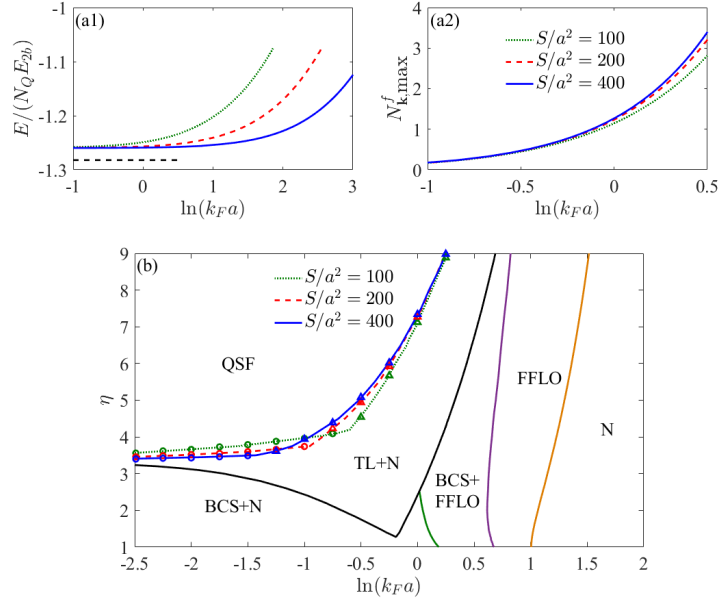 (a1)
-1
-1.1
-1.2
-1.3
E/(N_Q E_{2b})
-1 0 1 2 3
ln(k_F a)
(a2)
S/a² = 100
S/a² = 200
S/a² = 400
4
3
2
1
0
N^f_{k,max}
-1 -0.5 0 0.5
ln(k_F a)
(b)
S/a² = 100
S/a² = 200
S/a² = 400
9
8
7
6
5
4
3
2
1
η
QSF
FFLO
N
TL+N
BCS+
FFLO
BCS+N
-2.5 -2 -1.5 -1 -0.5 0 0.5 1 1.5 2
ln(k_F a)